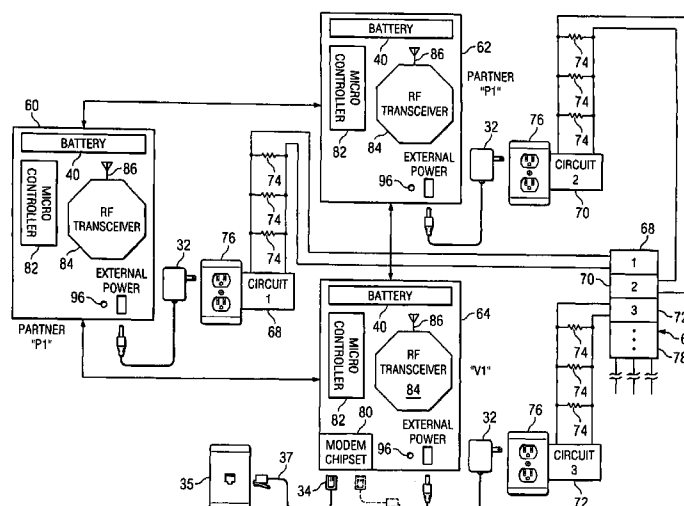 BATTERY
40
86
MICRO
CONTROLLER
82
RF
TRANSCEIVER
84
EXTERNAL
POWER
96
62
PARTNER
"P1"
32
76
74
74
74
CIRCUIT
2
70
60
BATTERY
40
86
MICRO
CONTROLLER
82
RF
TRANSCEIVER
84
EXTERNAL
POWER
96
PARTNER
"P1"
32
76
74
74
74
CIRCUIT
1
68
68
1
70
2
3
72
6
78
BATTERY
40
86
64
MICRO
CONTROLLER
82
RF
TRANSCEIVER
84
"V1"
80
MODEM
CHIPSET
EXTERNAL
POWER
96
32
76
74
74
74
CIRCUIT
3
72
35
37
34